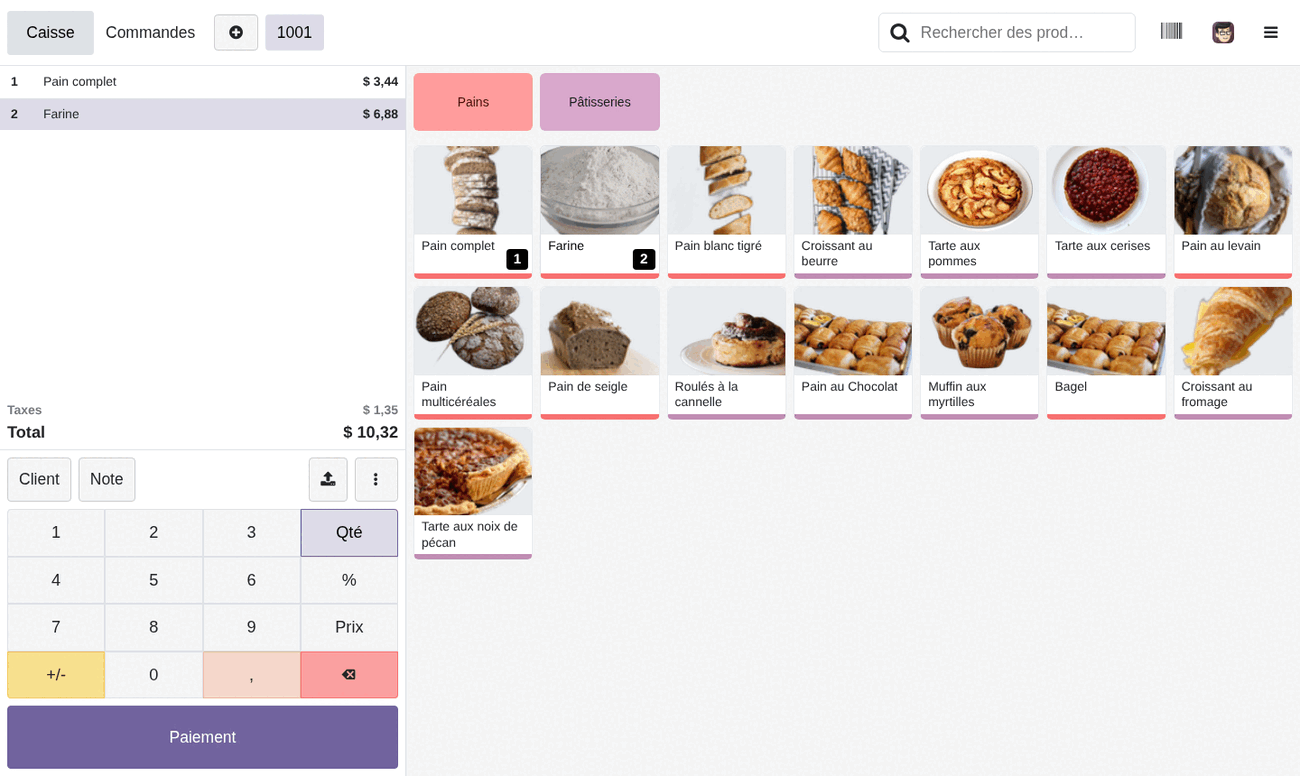 Caisse Commandes 1001 Rechercher des prod…
1 Pain complet $ 3,44
2 Farine $ 6,88
Taxes $ 1,35
Total $ 10,32
Client Note
1 2 3 Qté
4 5 6 %
7 8 9 Prix
+/- 0 ,
Paiement
Pains Pâtisseries
Pain complet
1
Farine
2
Pain blanc tigré
Croissant au
beurre
Tarte aux
pommes
Tarte aux cerises
Pain au levain
Pain
multicéréales
Pain de seigle
Roulés à la
cannelle
Pain au Chocolat
Muffin aux
myrtilles
Bagel
Croissant au
fromage
Tarte aux noix de
pécan